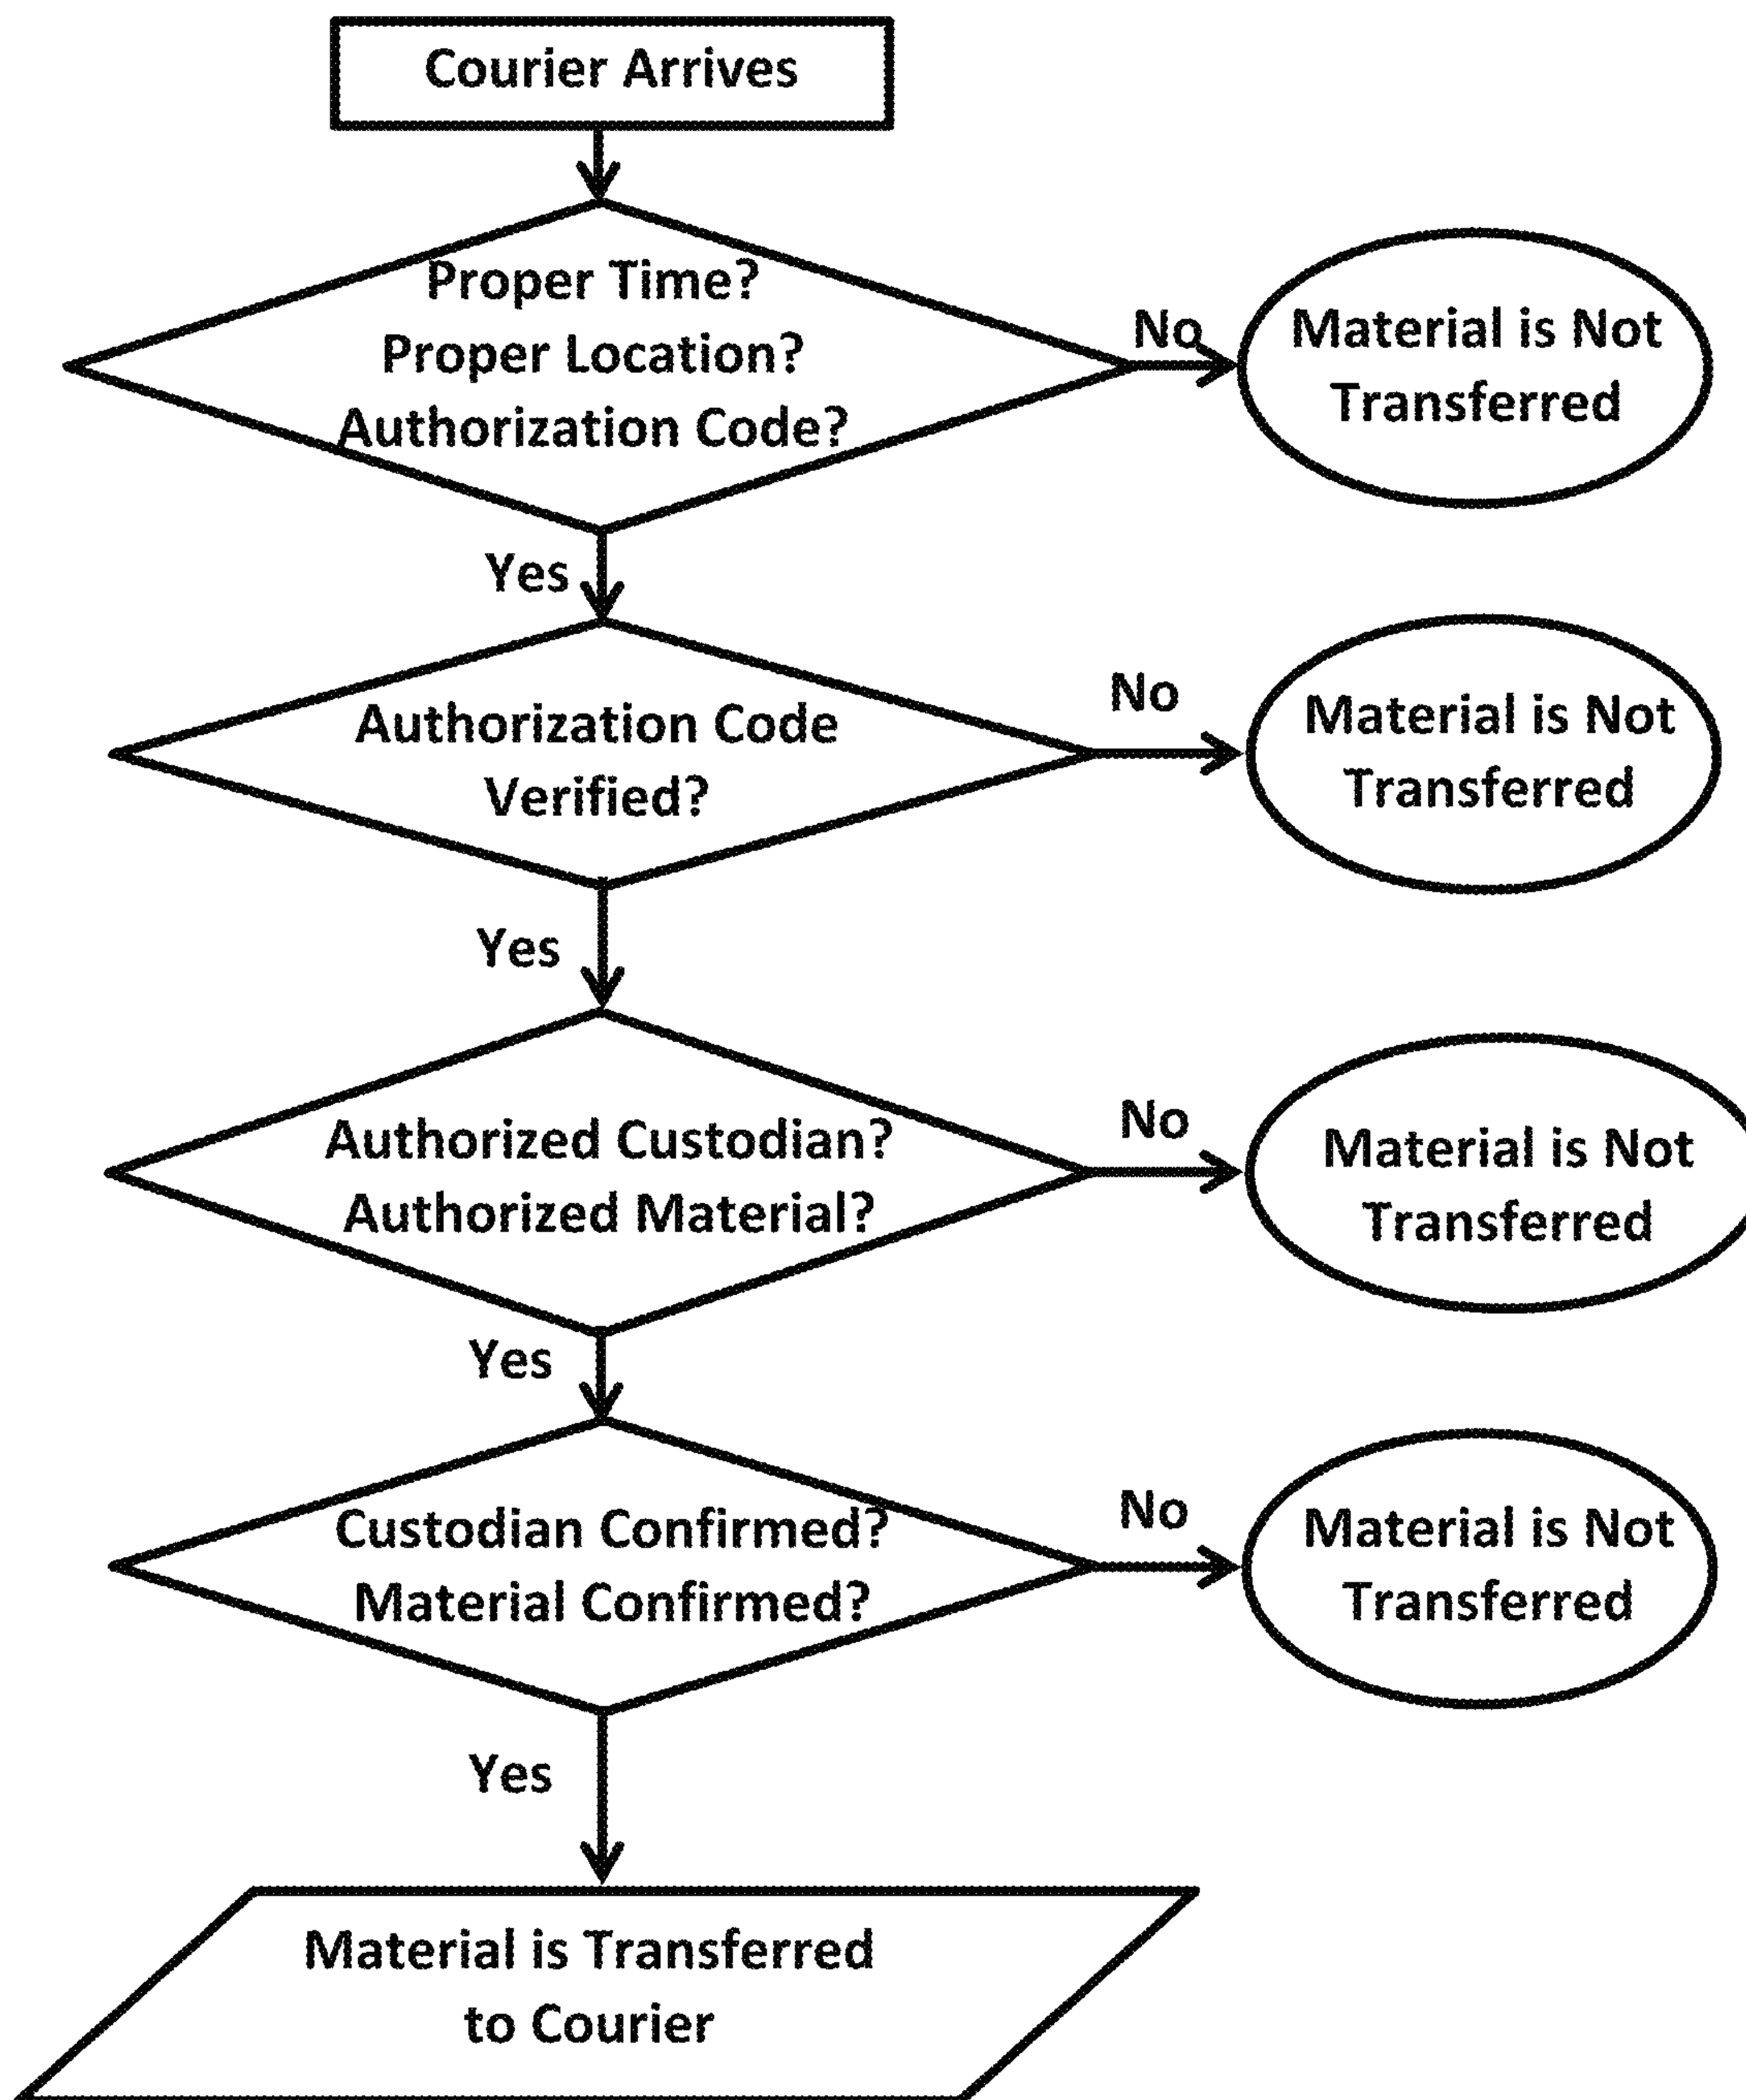 Courier Arrives
Proper Time?
Proper Location?
Authorization Code?
No
Material is Not
Transferred
Yes
Authorization Code
Verified?
No
Material is Not
Transferred
Yes
Authorized Custodian?
Authorized Material?
No
Material is Not
Transferred
Yes
Custodian Confirmed?
Material Confirmed?
No
Material is Not
Transferred
Yes
Material is Transferred
to Courier